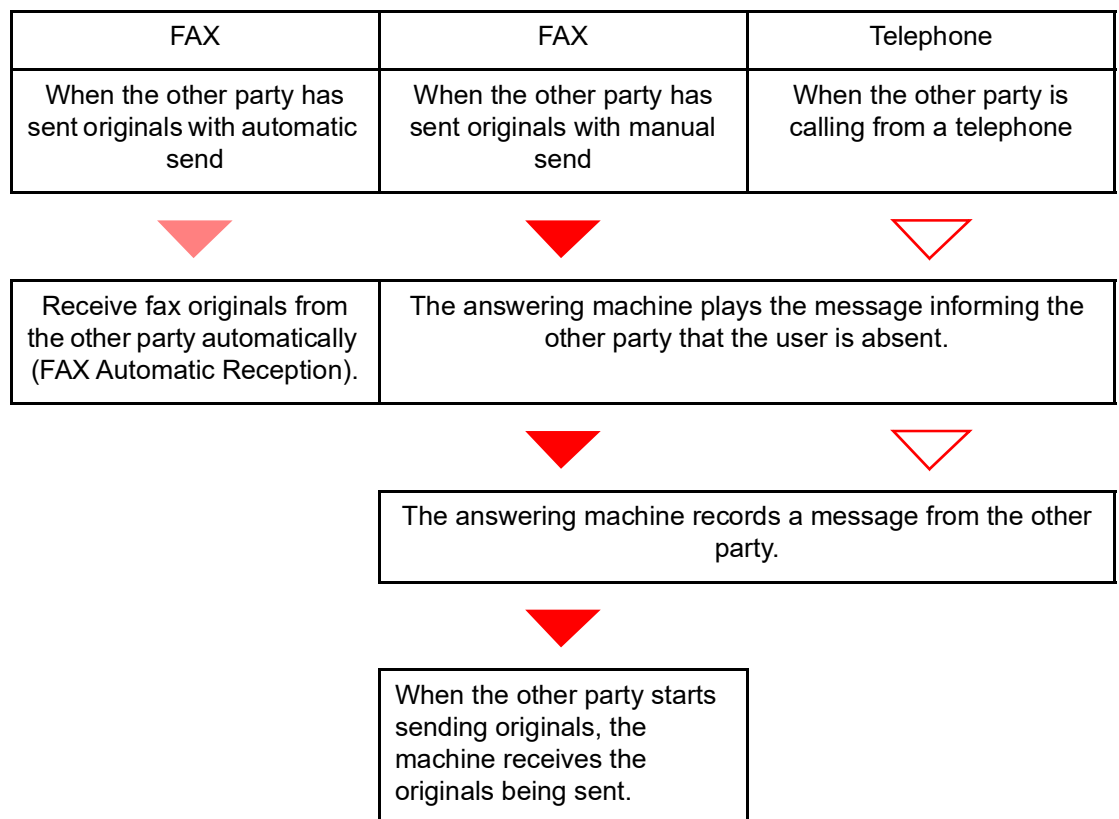 FAX
FAX
Telephone
When the other party has
sent originals with automatic
send
When the other party has
sent originals with manual
send
When the other party is
calling from a telephone
Receive fax originals from
the other party automatically
(FAX Automatic Reception).
The answering machine plays the message informing the
other party that the user is absent.
The answering machine records a message from the other
party.
When the other party starts
sending originals, the
machine receives the
originals being sent.